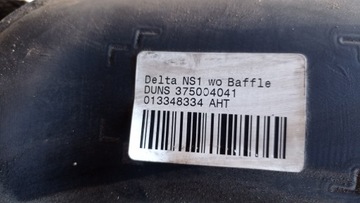 Delta NS1 wo Baffle
DUNS 375004041
013348334 AHT